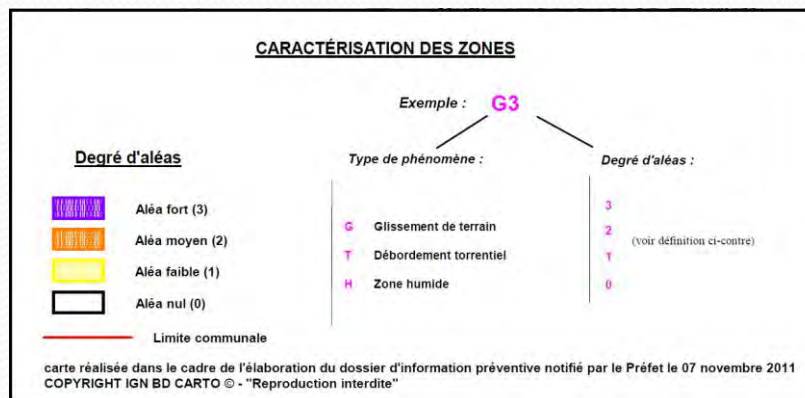 CARACTÉRISATION DES ZONES
Exemple : G3
Degré d'aléas
Aléa fort (3)
Aléa moyen (2)
Aléa faible (1)
Aléa nul (0)
Limite communale
Type de phénomène :
G Glissement de terrain
T Débordement torrentiel
H Zone humide
Degré d'aléas :
3
2
(voir définition ci-contre)
1
0
carte réalisée dans le cadre de l'élaboration du dossier d'information préventive notifié par le Préfet le 07 novembre 2011
COPYRIGHT IGN BD CARTO © - "Reproduction interdite"